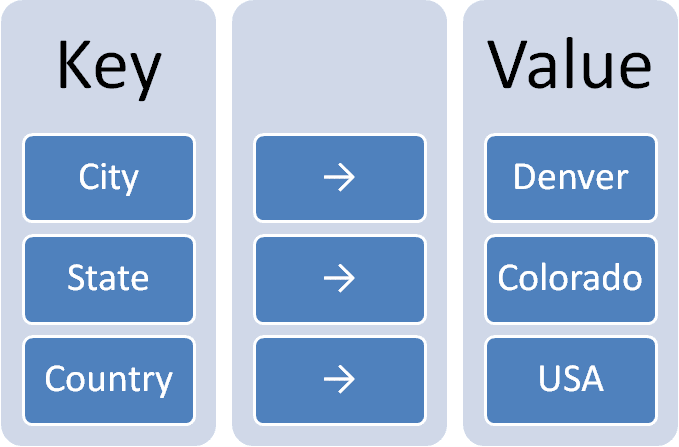 Key Value
City → Denver
State → Colorado
Country → USA